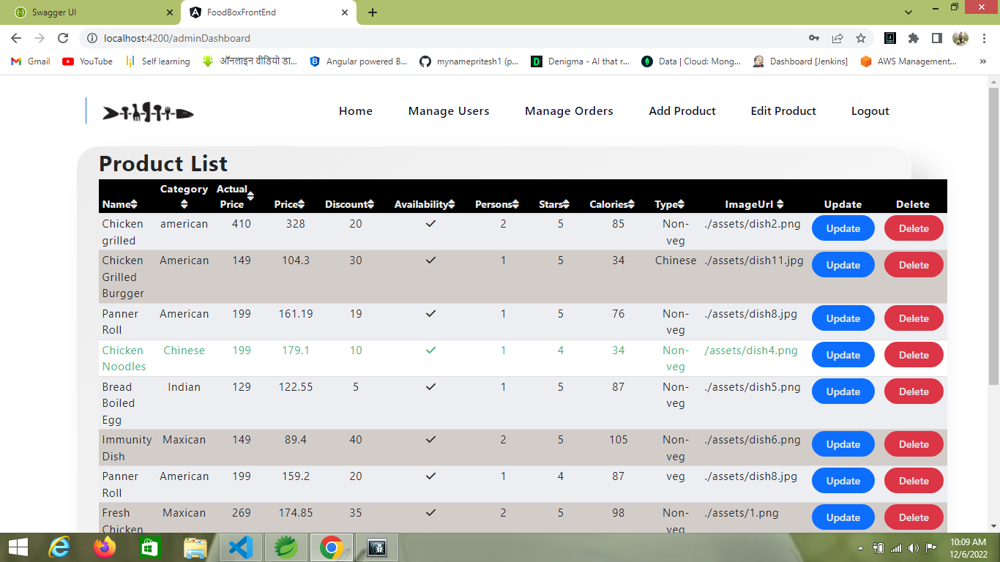 Swagger UI
FoodBoxFrontEnd
localhost:4200/adminDashboard
Gmail YouTube Self learning ऑनलाइन वीडियो डा... Angular powered B... mynamepritesh1 (p... Denigma - AI that r... Data | Cloud: Mong... Dashboard [Jenkins] AWS Management... »
Home Manage Users Manage Orders Add Product Edit Product Logout
Product List
Category Actual
Name Price Price Discount Availability Persons Stars Calories Type ImageUrl Update Delete
Chicken american 410 328 20 2 5 85 Non- ./assets/dish2.png Update Delete
grilled veg
Chicken American 149 104.3 30 1 5 34 Chinese ./assets/dish11.jpg Update Delete
Grilled
Burgger
Panner American 199 161.19 19 1 5 76 Non- ./assets/dish8.jpg Update Delete
Roll veg
Chicken Chinese 199 179.1 10 1 4 34 Non- /assets/dish4.png Update Delete
Noodles veg
Bread Indian 129 122.55 5 1 5 87 Non- ./assets/dish5.png Update Delete
Boiled veg
Egg
Immunity Maxican 149 89.4 40 2 5 105 Non- ./assets/dish6.png Update Delete
Dish veg
Panner American 199 159.2 20 1 4 87 veg ./assets/dish8.jpg Update Delete
Roll
Fresh Maxican 269 174.85 35 2 5 98 Non- ./assets/1.png Update Delete
Chicken veg
10:09 AM
12/6/2022